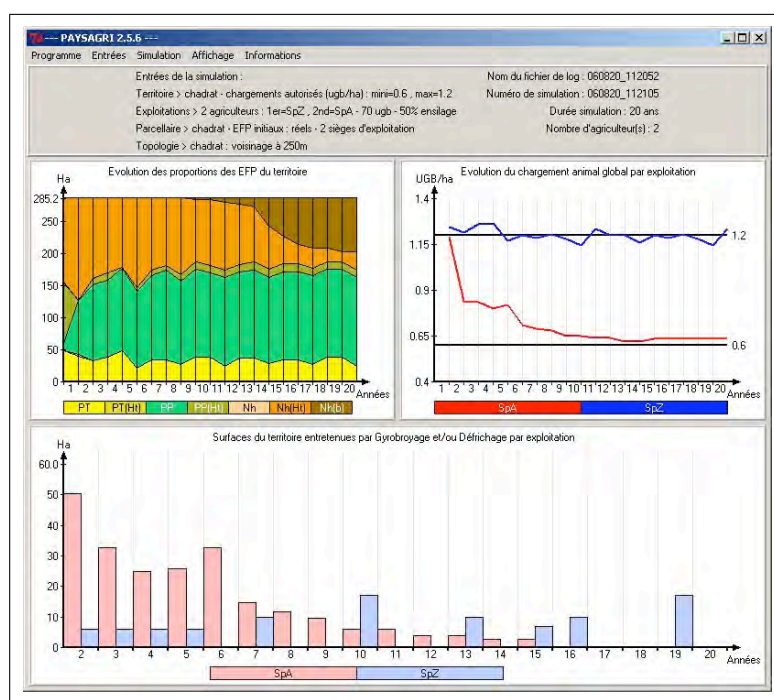 --- PAYSAGRI 2.5.6 ---
Programme Entrées Simulation Affichage Informations
Entrées de la simulation :
Territoire > chadrat - chargements autorisés (ugb/ha) : mini=0.6 , max=1.2
Exploitations > 2 agriculteurs : 1er=SpZ , 2nd=SpA - 70 ugb - 50% ensilage
Parcellaire > chadrat - EFP initiaux : réels - 2 sièges d'exploitation
Topologie > chadrat : voisinage à 250m
Nom du fichier de log : 060820_112052
Numéro de simulation : 060820_112105
Durée simulation : 20 ans
Nombre d'agriculteur(s) : 2
Evolution des proportions des EFP du territoire
Ha
285.2
250
200
150
100
50
0
1 2 3 4 5 6 7 8 9 10 11 12 13 14 15 16 17 18 19 20
Années
PT PT(Ht) PP PP(Ht) Nh Nh(Ht) Nh(b)
Evolution du chargement animal global par exploitation
UGB/ha
1.4
1.15
0.9
0.65
0.4
1.2
0.6
1 2 3 4 5 6 7 8 9 10 11 12 13 14 15 16 17 18 19 20
Années
SpA SpZ
Surfaces du territoire entretenues par Gyrobroyage et/ou Défrichage par exploitation
Ha
60.0
50
40
30
20
10
0
2 3 4 5 6 7 8 9 10 11 12 13 14 15 16 17 18 19 20
Années
SpA SpZ